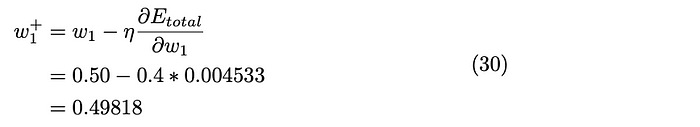 w₁⁺ = w₁ − η ∂E_total/∂w₁
= 0.50 − 0.4 ∗ 0.004533
(30)
= 0.49818